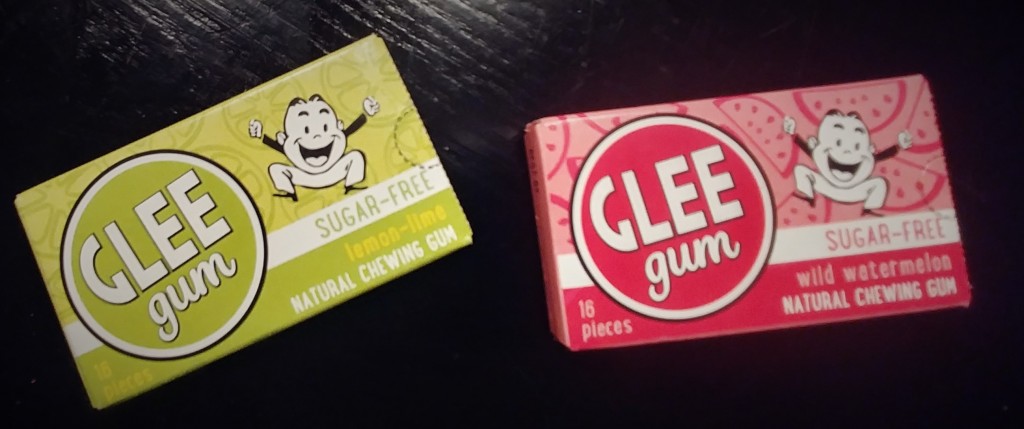 GLEE
gum
SUGAR-FREE
lemon-lime
NATURAL CHEWING GUM
16
pieces
GLEE
gum
SUGAR-FREE
wild watermelon
NATURAL CHEWING GUM
16
pieces